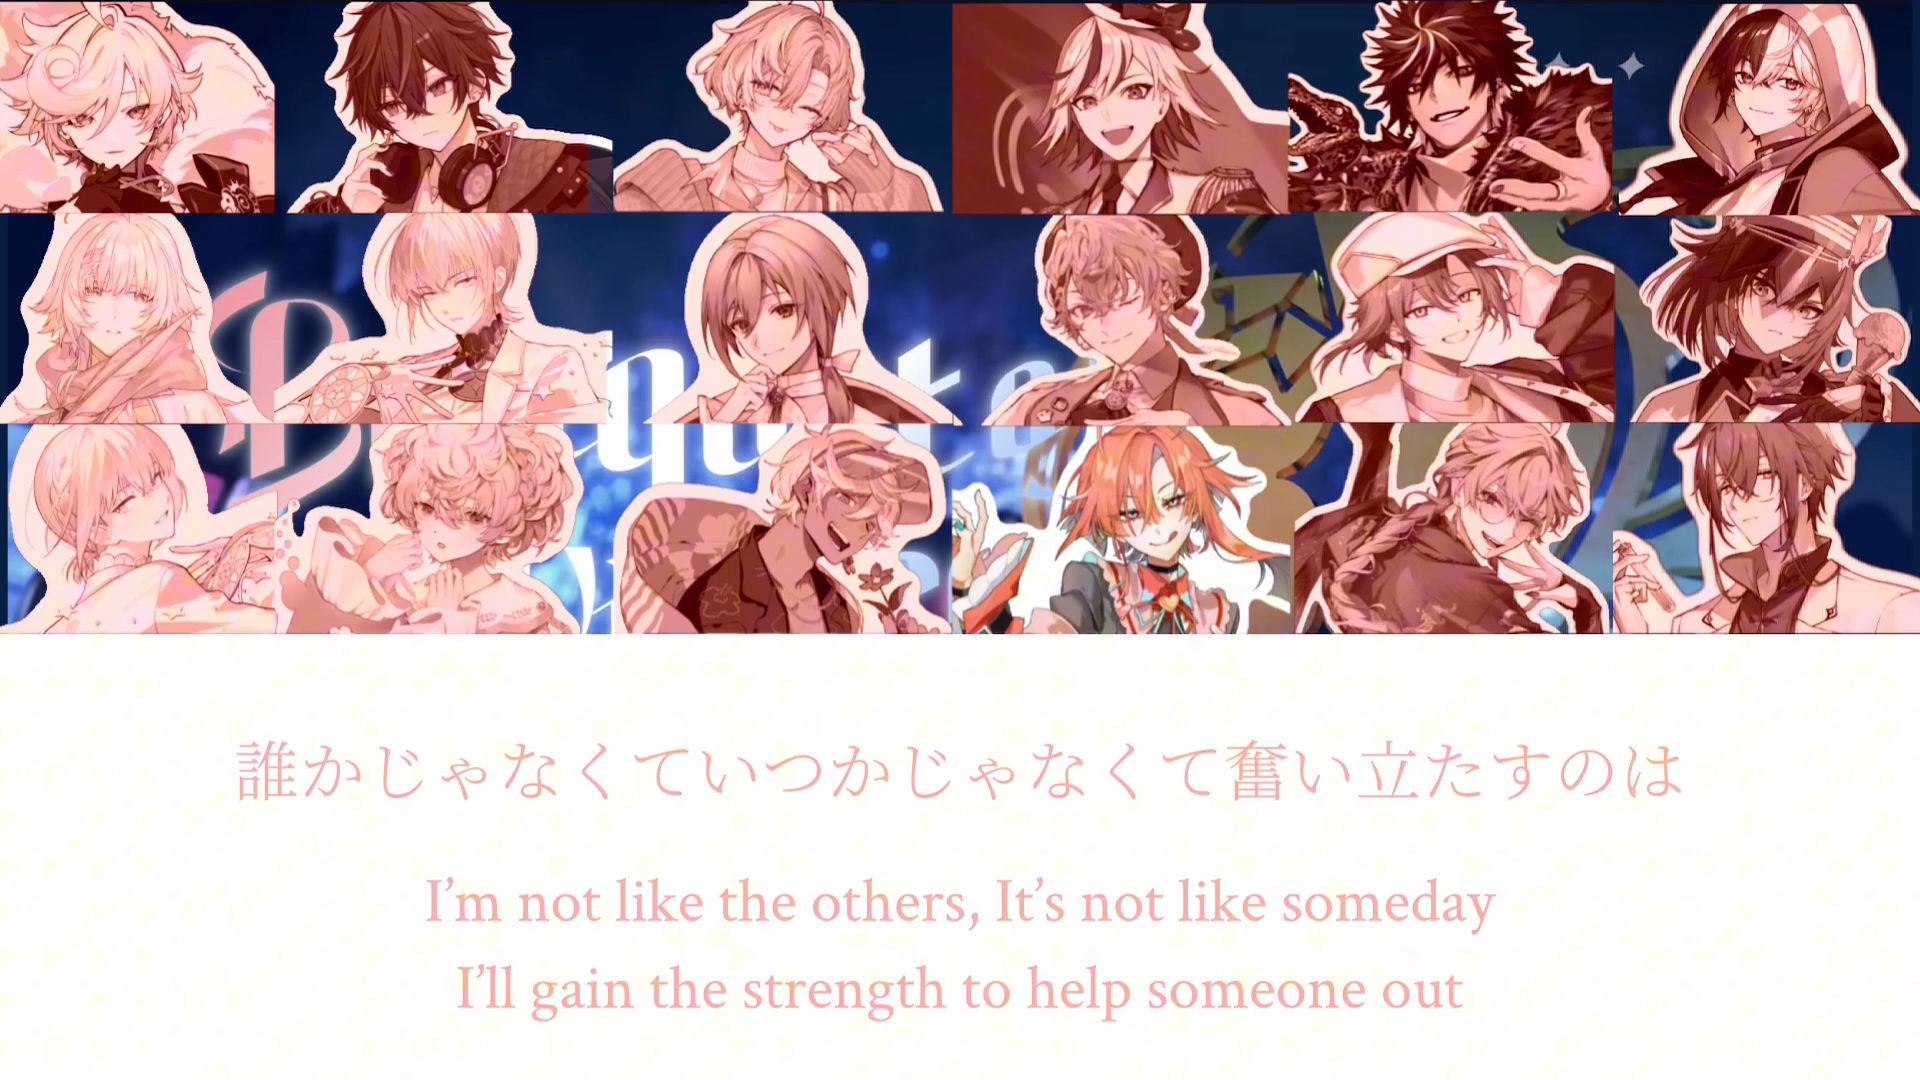 誰かじゃなくていつかじゃなくて奮い立たすのは
I’m not like the others, It’s not like someday
I’ll gain the strength to help someone out